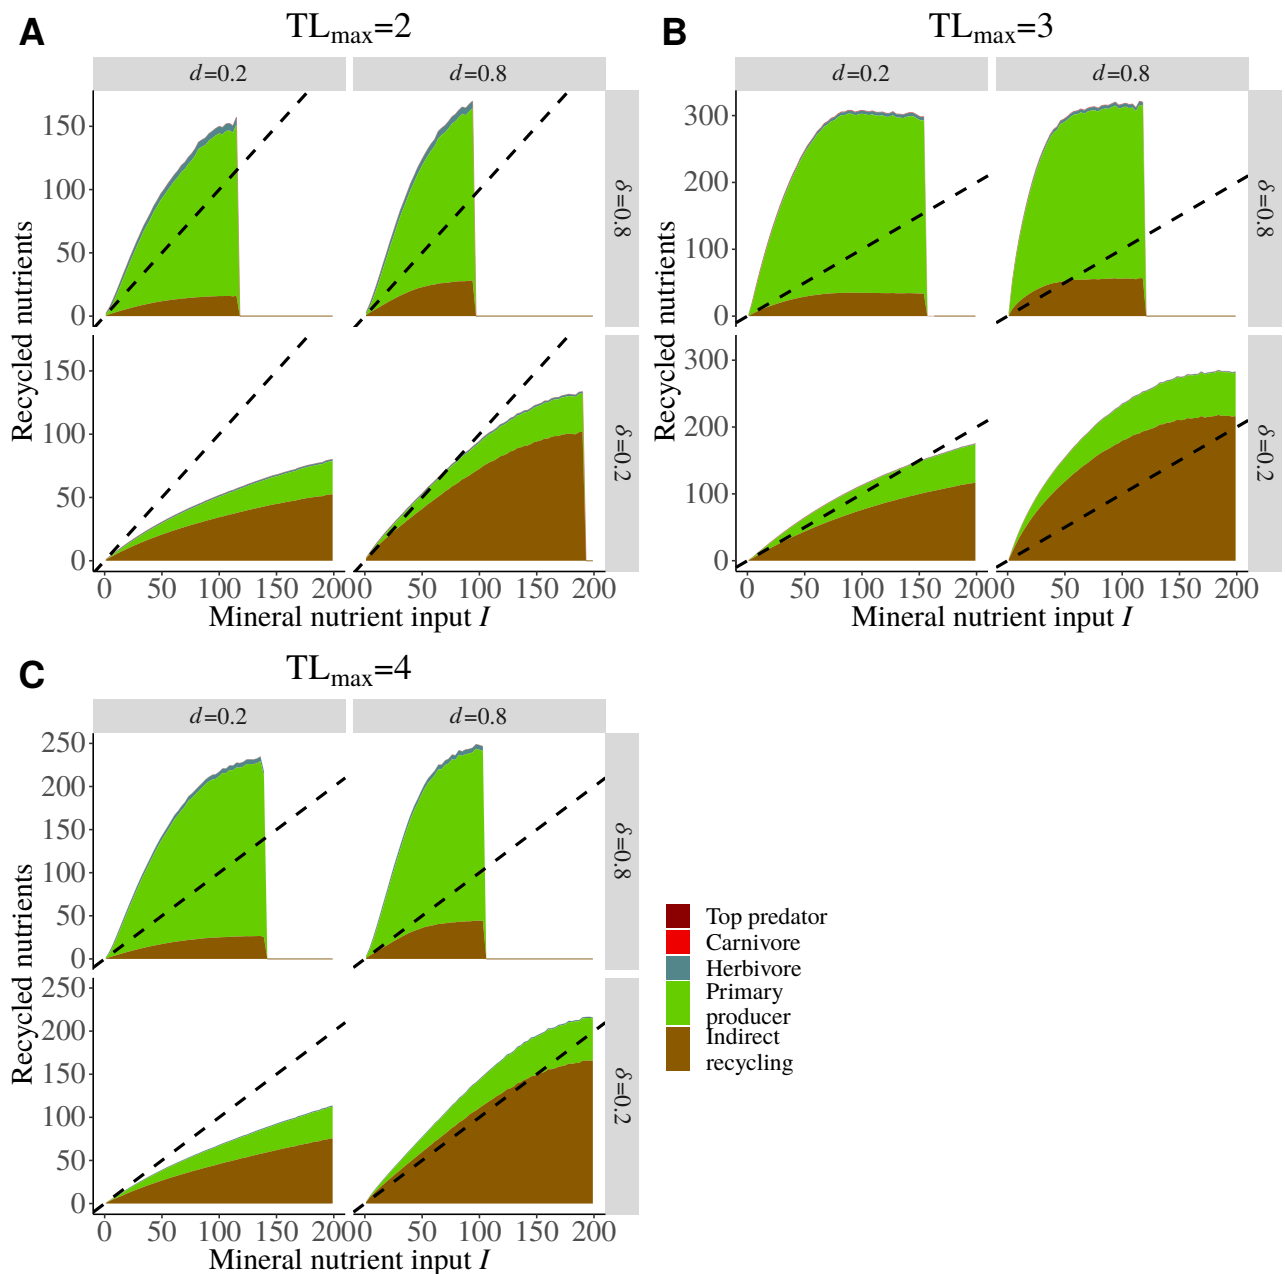 A
TLmax=2
d=0.2
d=0.8
Recycled nutrients
150
100
50
0
δ=0.8
150
100
50
0
δ=0.2
0 50 100 150 200
0 50 100 150 200
Mineral nutrient input I
B
TLmax=3
d=0.2
d=0.8
Recycled nutrients
300
200
100
0
δ=0.8
300
200
100
0
δ=0.2
0 50 100 150 200
0 50 100 150 200
Mineral nutrient input I
C
TLmax=4
d=0.2
d=0.8
Recycled nutrients
250
200
150
100
50
0
δ=0.8
250
200
150
100
50
0
δ=0.2
0 50 100 150 200
0 50 100 150 200
Mineral nutrient input I
Top predator
Carnivore
Herbivore
Primary
producer
Indirect
recycling